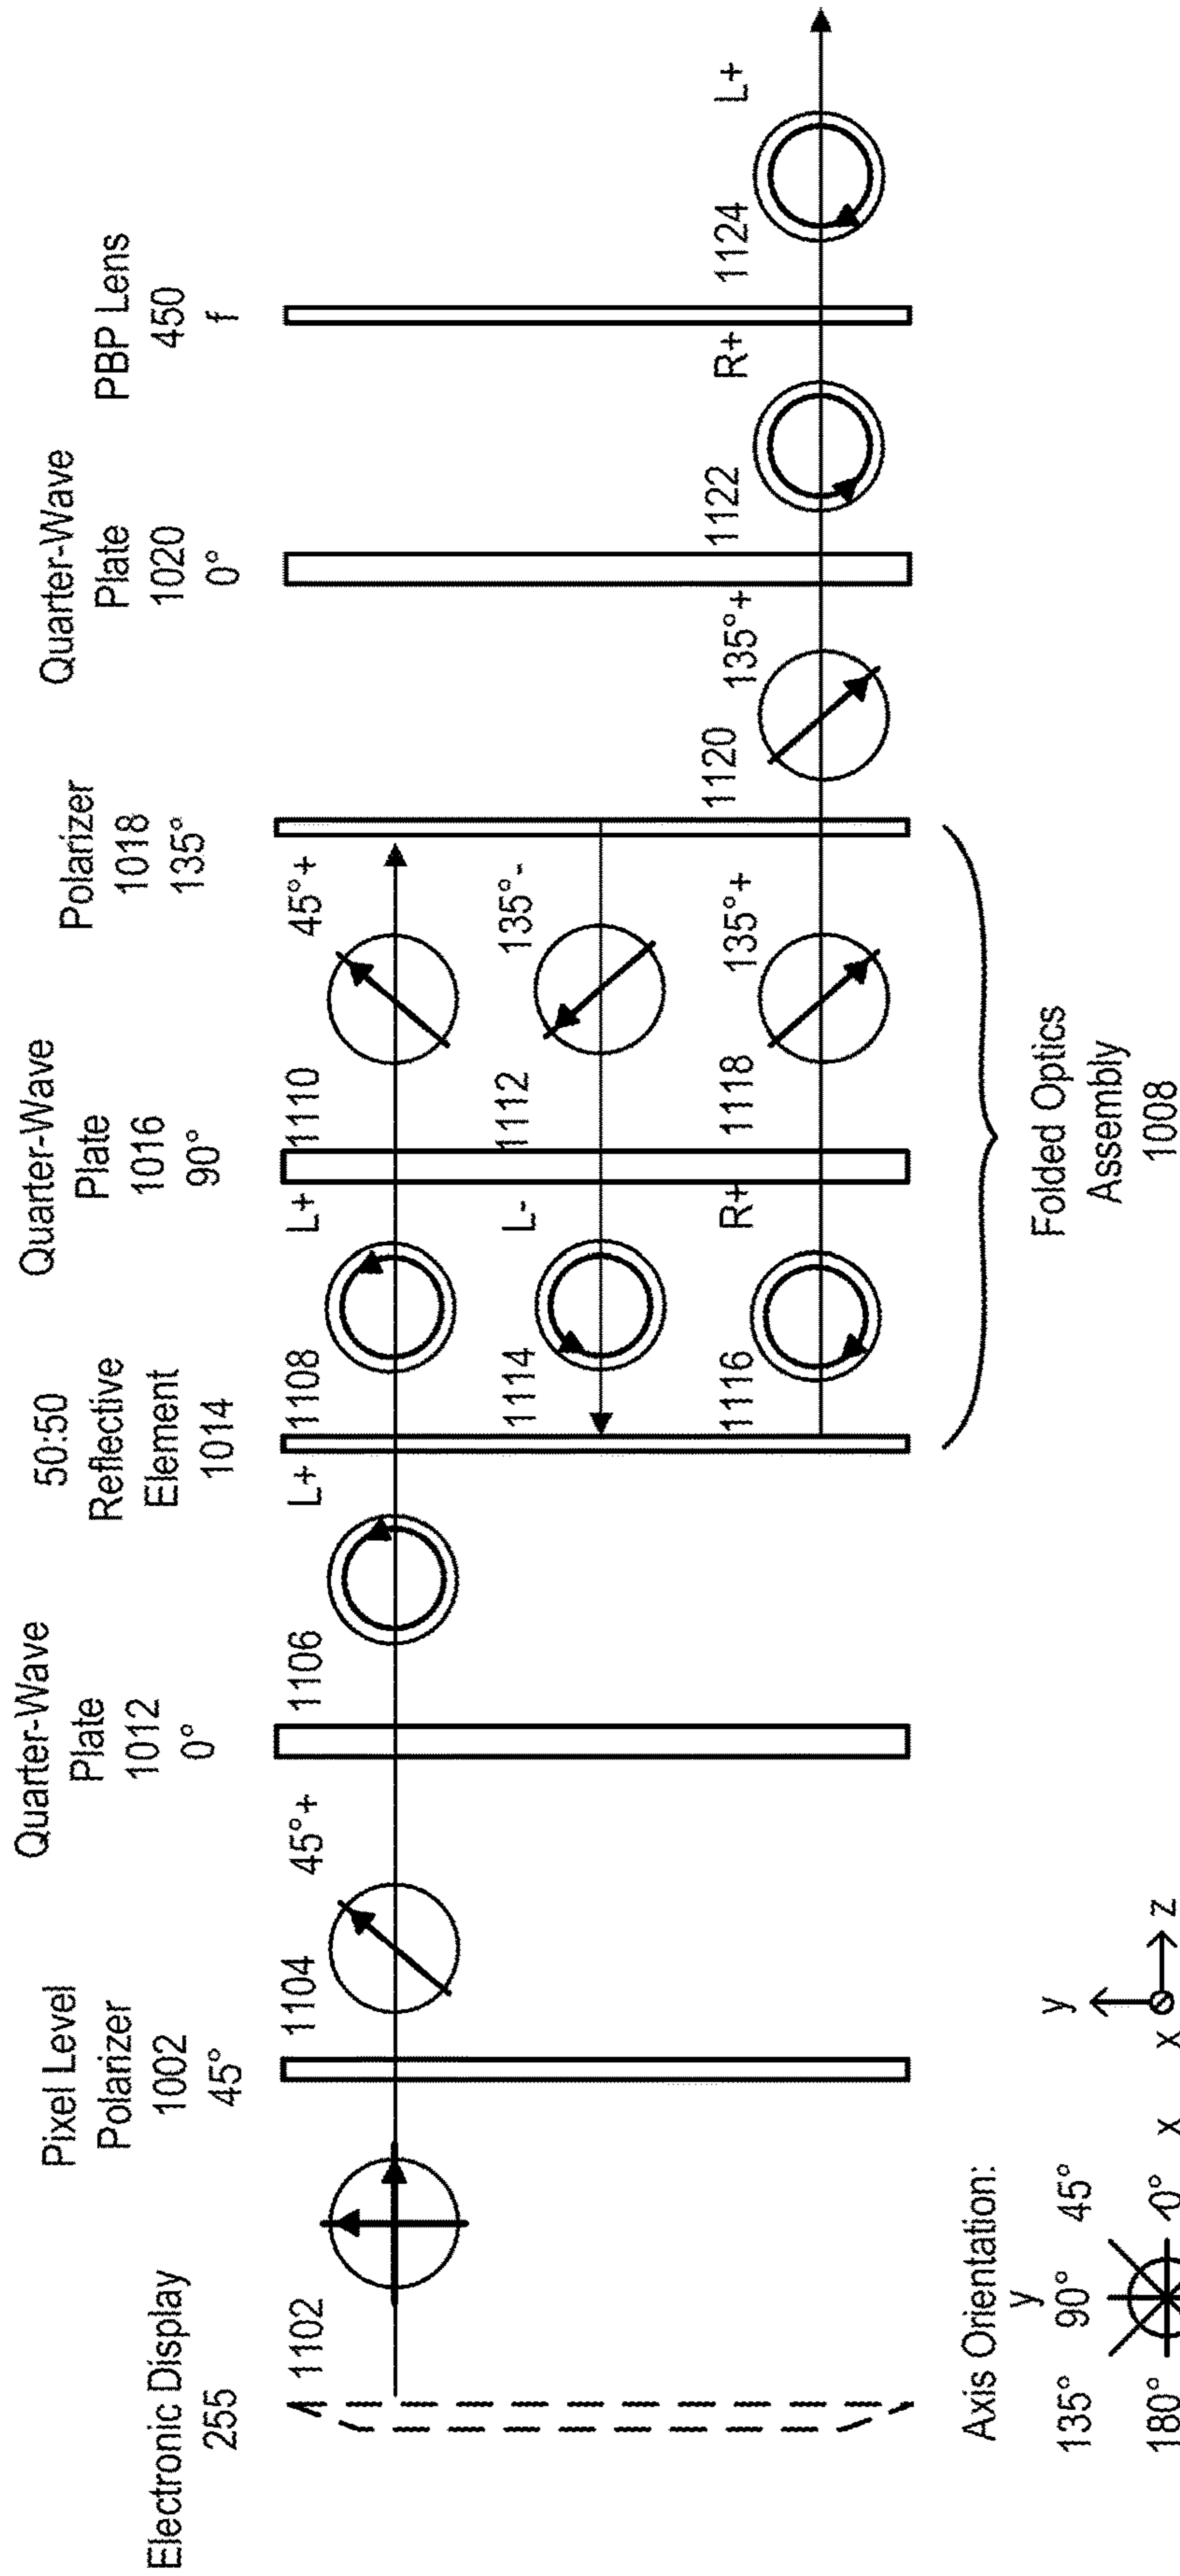 Electronic Display
255
Pixel Level
Polarizer
1002
45°
Quarter-Wave
Plate
1012
0°
50:50
Reflective
Element
1014
Quarter-Wave
Plate
1016
90°
Polarizer
1018
135°
Quarter-Wave
Plate
1020
0°
PBP Lens
450
f
1102
1104
45°+
1106
L+
1108
L+
1110
45°+
1114
L-
1112
135°-
1116
R+
1118
135°+
1120
135°+
1122
R+
1124
L+
Folded Optics
Assembly
1008
Axis Orientation:
y
135°
90°
45°
180°
0°
x
y
x
z